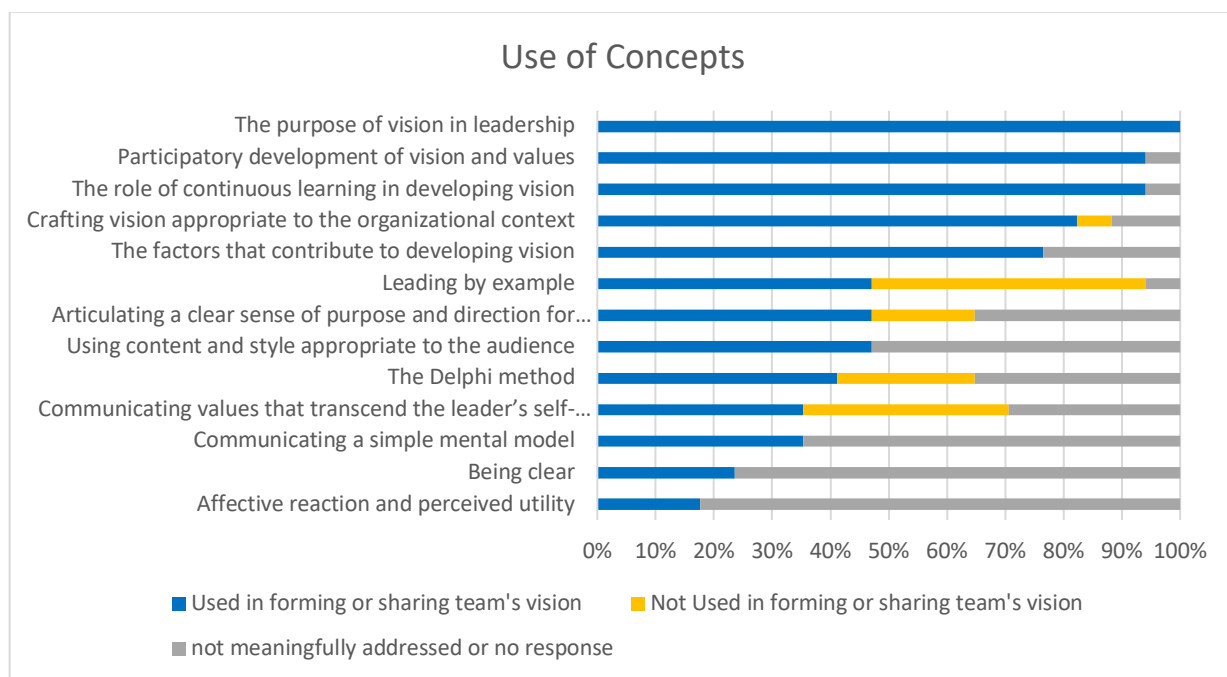 Use of Concepts
The purpose of vision in leadership
Participatory development of vision and values
The role of continuous learning in developing vision
Crafting vision appropriate to the organizational context
The factors that contribute to developing vision
Leading by example
Articulating a clear sense of purpose and direction for...
Using content and style appropriate to the audience
The Delphi method
Communicating values that transcend the leader’s self-...
Communicating a simple mental model
Being clear
Affective reaction and perceived utility
0% 10% 20% 30% 40% 50% 60% 70% 80% 90% 100%
Used in forming or sharing team's vision Not Used in forming or sharing team's vision
not meaningfully addressed or no response